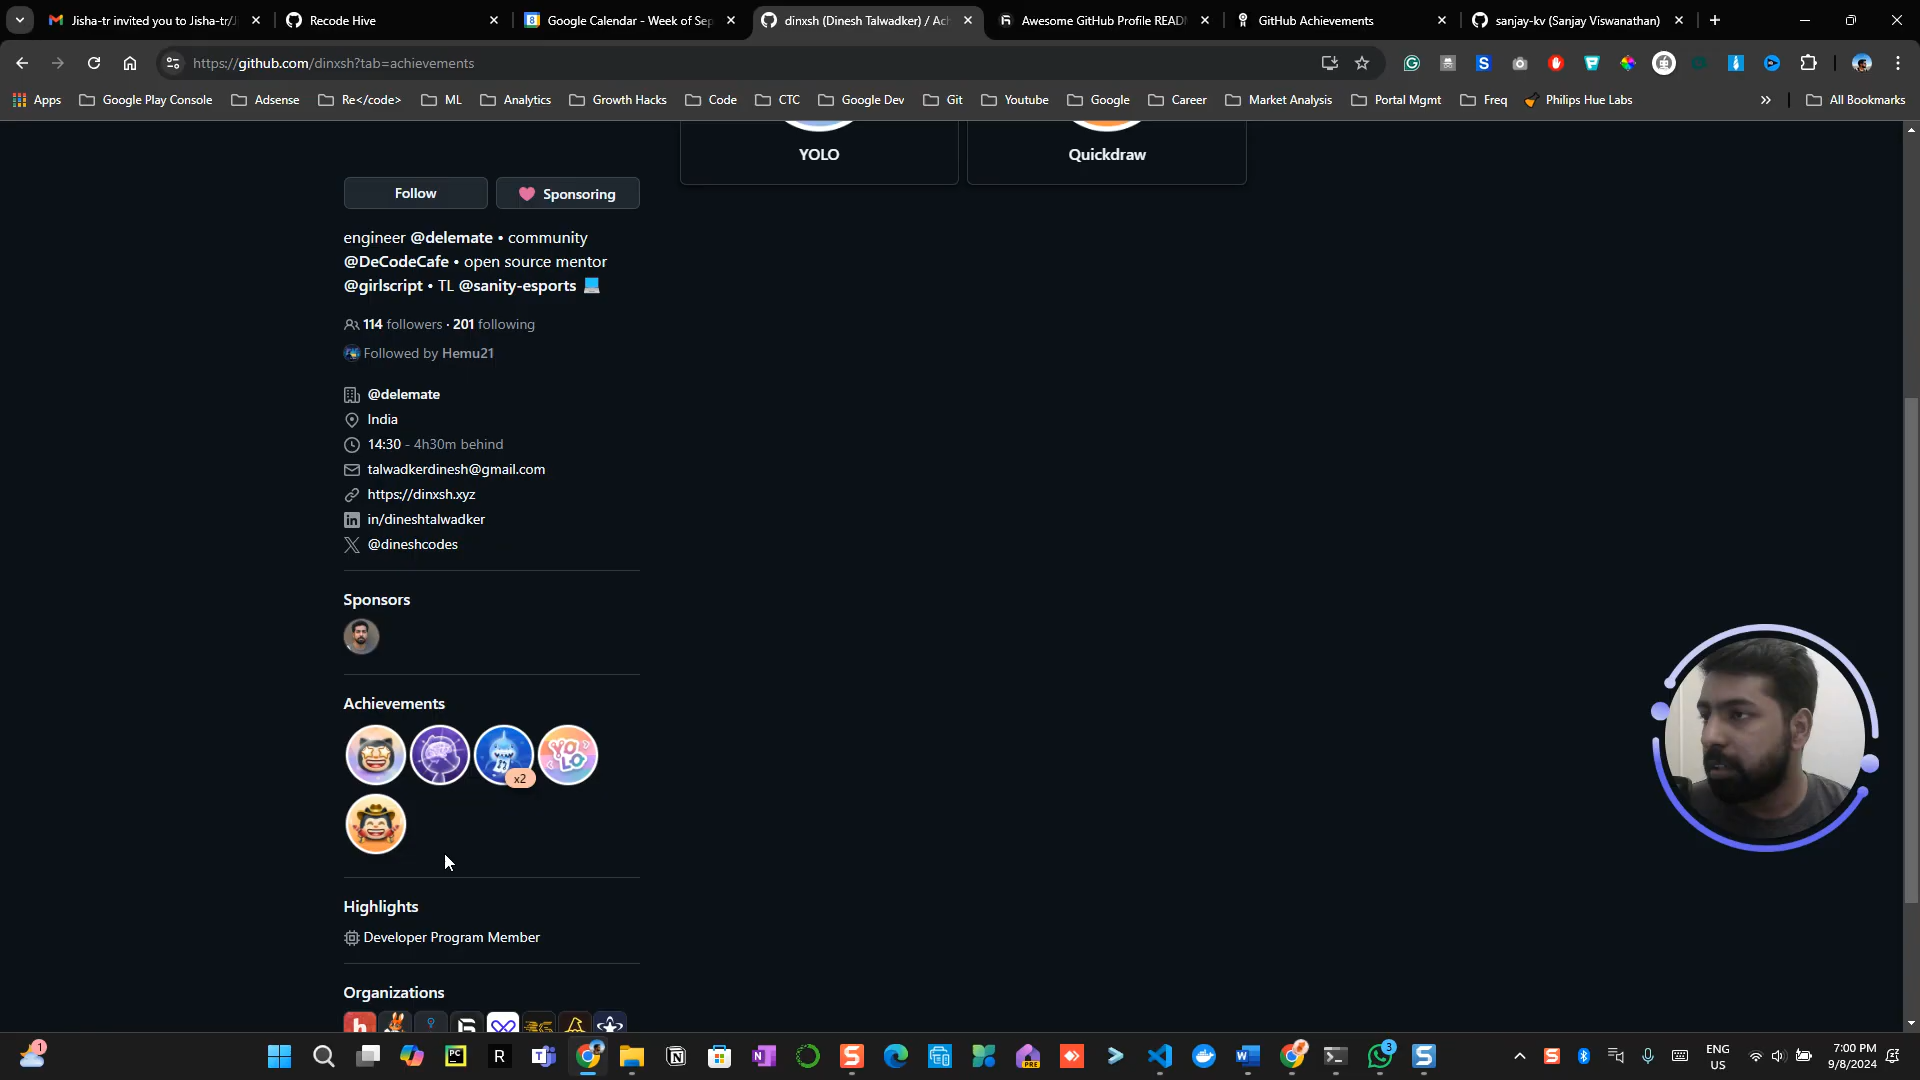 Jisha-tr invited you to Jisha-tr/J
Recode Hive
Google Calendar - Week of Sep
dinxsh (Dinesh Talwadker) / Ach
Awesome GitHub Profile READ
GitHub Achievements
sanjay-kv (Sanjay Viswanathan)
https://github.com/dinxsh?tab=achievements
Apps
Google Play Console
Adsense
Re</code>
ML
Analytics
Growth Hacks
Code
CTC
Google Dev
Git
Youtube
Google
Career
Market Analysis
Portal Mgmt
Freq
Philips Hue Labs
»
All Bookmarks
YOLO
Quickdraw
Follow
Sponsoring
engineer @delemate • community
@DeCodeCafe • open source mentor
@girlscript • TL @sanity-esports
114 followers · 201 following
Followed by Hemu21
@delemate
India
14:30 - 4h30m behind
talwadkerdinesh@gmail.com
https://dinxsh.xyz
in/dineshtalwadker
@dineshcodes
Sponsors
Achievements
YOLO
x2
Highlights
Developer Program Member
Organizations
1
PC
R
PRE
3
ENG
US
7:00 PM
9/8/2024